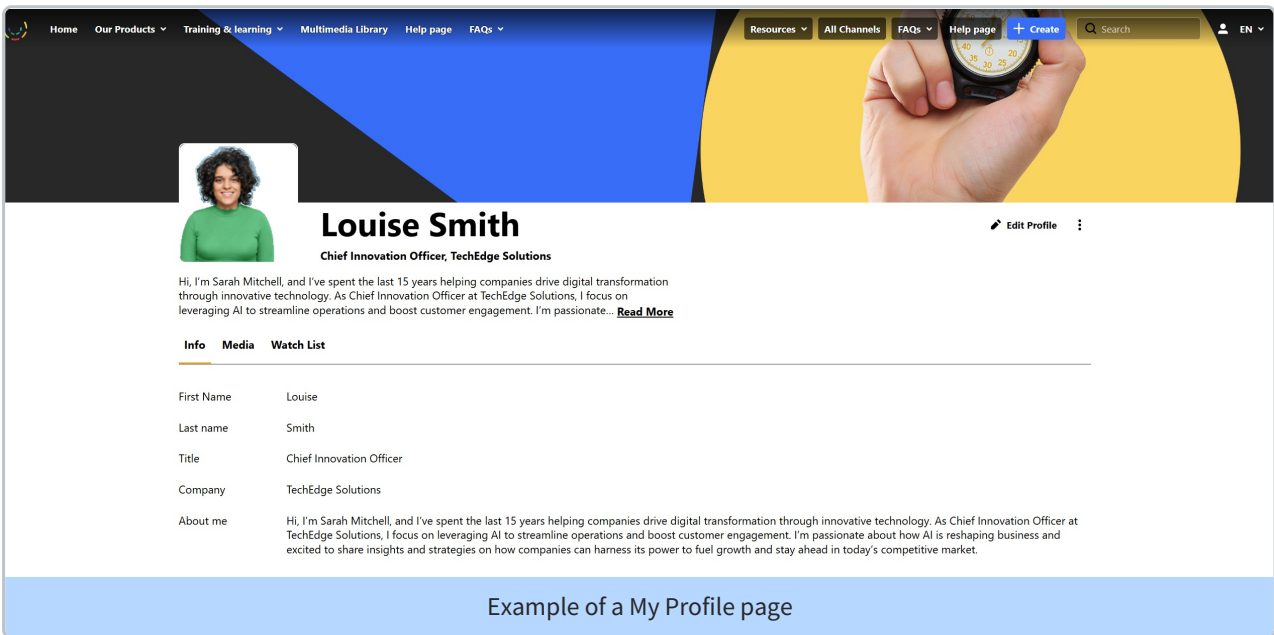 Home Our Products Training & learning Multimedia Library Help page FAQs Resources All Channels FAQs Help page + Create Search EN
Louise Smith
Edit Profile
Chief Innovation Officer, TechEdge Solutions
Hi, I'm Sarah Mitchell, and I've spent the last 15 years helping companies drive digital transformation
through innovative technology. As Chief Innovation Officer at TechEdge Solutions, I focus on
leveraging AI to streamline operations and boost customer engagement. I'm passionate... Read More
Info Media Watch List
First Name Louise
Last name Smith
Title Chief Innovation Officer
Company TechEdge Solutions
About me Hi, I'm Sarah Mitchell, and I've spent the last 15 years helping companies drive digital transformation through innovative technology. As Chief Innovation Officer at
TechEdge Solutions, I focus on leveraging AI to streamline operations and boost customer engagement. I'm passionate about how AI is reshaping business and
excited to share insights and strategies on how companies can harness its power to fuel growth and stay ahead in today's competitive market.
Example of a My Profile page